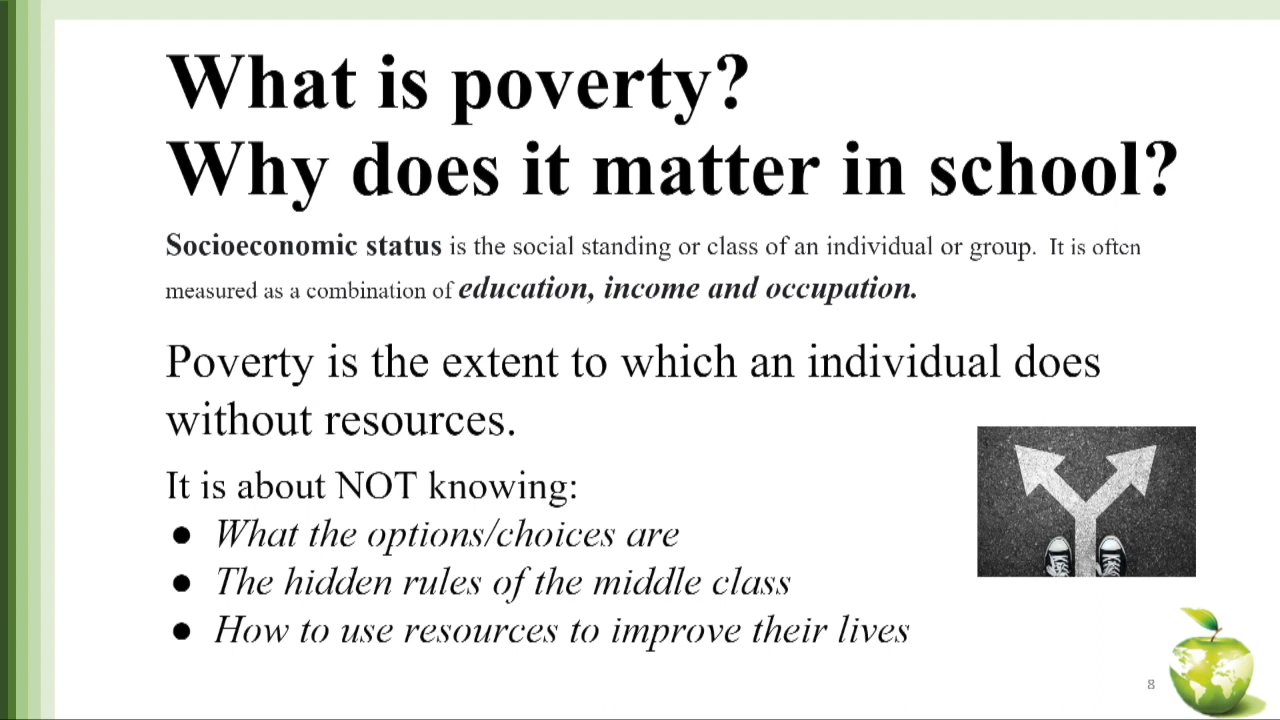 What is poverty?
Why does it matter in school?
Socioeconomic status is the social standing or class of an individual or group. It is often
measured as a combination of education, income and occupation.
Poverty is the extent to which an individual does
without resources.
It is about NOT knowing:
● What the options/choices are
● The hidden rules of the middle class
● How to use resources to improve their lives
8